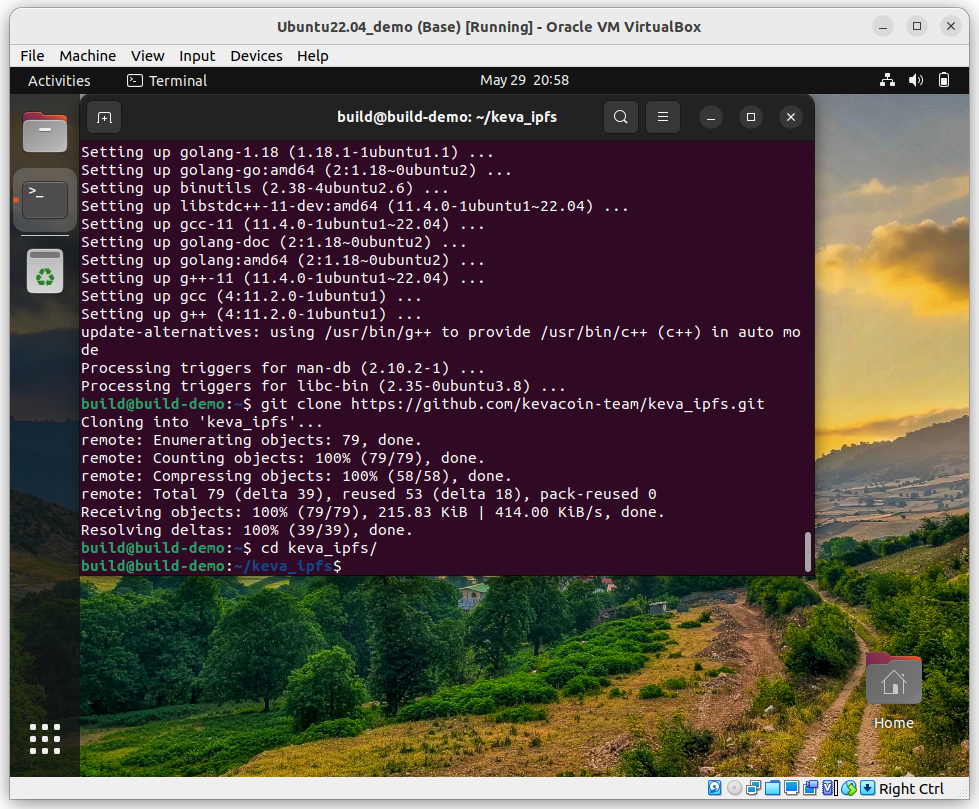 Ubuntu22.04_demo (Base) [Running] - Oracle VM VirtualBox
File Machine View Input Devices Help
Activities Terminal May 29 20:58
build@build-demo: ~/keva_ipfs
Setting up golang-1.18 (1.18.1-1ubuntu1.1) ...
Setting up golang-go:amd64 (2:1.18~0ubuntu2) ...
Setting up binutils (2.38-4ubuntu2.6) ...
Setting up libstdc++-11-dev:amd64 (11.4.0-1ubuntu1~22.04) ...
Setting up gcc-11 (11.4.0-1ubuntu1~22.04) ...
Setting up golang-doc (2:1.18~0ubuntu2) ...
Setting up golang:amd64 (2:1.18~0ubuntu2) ...
Setting up g++-11 (11.4.0-1ubuntu1~22.04) ...
Setting up gcc (4:11.2.0-1ubuntu1) ...
Setting up g++ (4:11.2.0-1ubuntu1) ...
update-alternatives: using /usr/bin/g++ to provide /usr/bin/c++ (c++) in auto mo
de
Processing triggers for man-db (2.10.2-1) ...
Processing triggers for libc-bin (2.35-0ubuntu3.8) ...
build@build-demo:~$ git clone https://github.com/kevacoin-team/keva_ipfs.git
Cloning into 'keva_ipfs'...
remote: Enumerating objects: 79, done.
remote: Counting objects: 100% (79/79), done.
remote: Compressing objects: 100% (58/58), done.
remote: Total 79 (delta 39), reused 53 (delta 18), pack-reused 0
Receiving objects: 100% (79/79), 215.83 KiB | 414.00 KiB/s, done.
Resolving deltas: 100% (39/39), done.
build@build-demo:~$ cd keva_ipfs/
build@build-demo:~/keva_ipfs$
Home
Right Ctrl